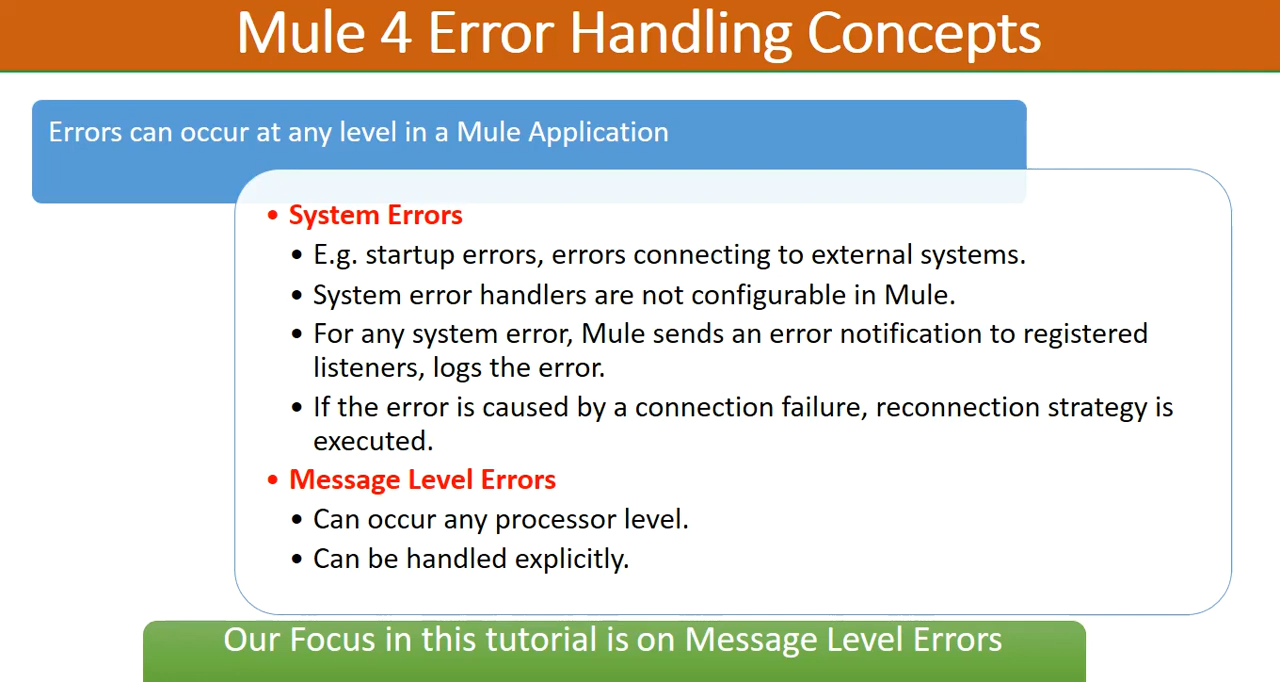 Mule 4 Error Handling Concepts
Errors can occur at any level in a Mule Application
• System Errors
• E.g. startup errors, errors connecting to external systems.
• System error handlers are not configurable in Mule.
• For any system error, Mule sends an error notification to registered
listeners, logs the error.
• If the error is caused by a connection failure, reconnection strategy is
executed.
• Message Level Errors
• Can occur any processor level.
• Can be handled explicitly.
Our Focus in this tutorial is on Message Level Errors